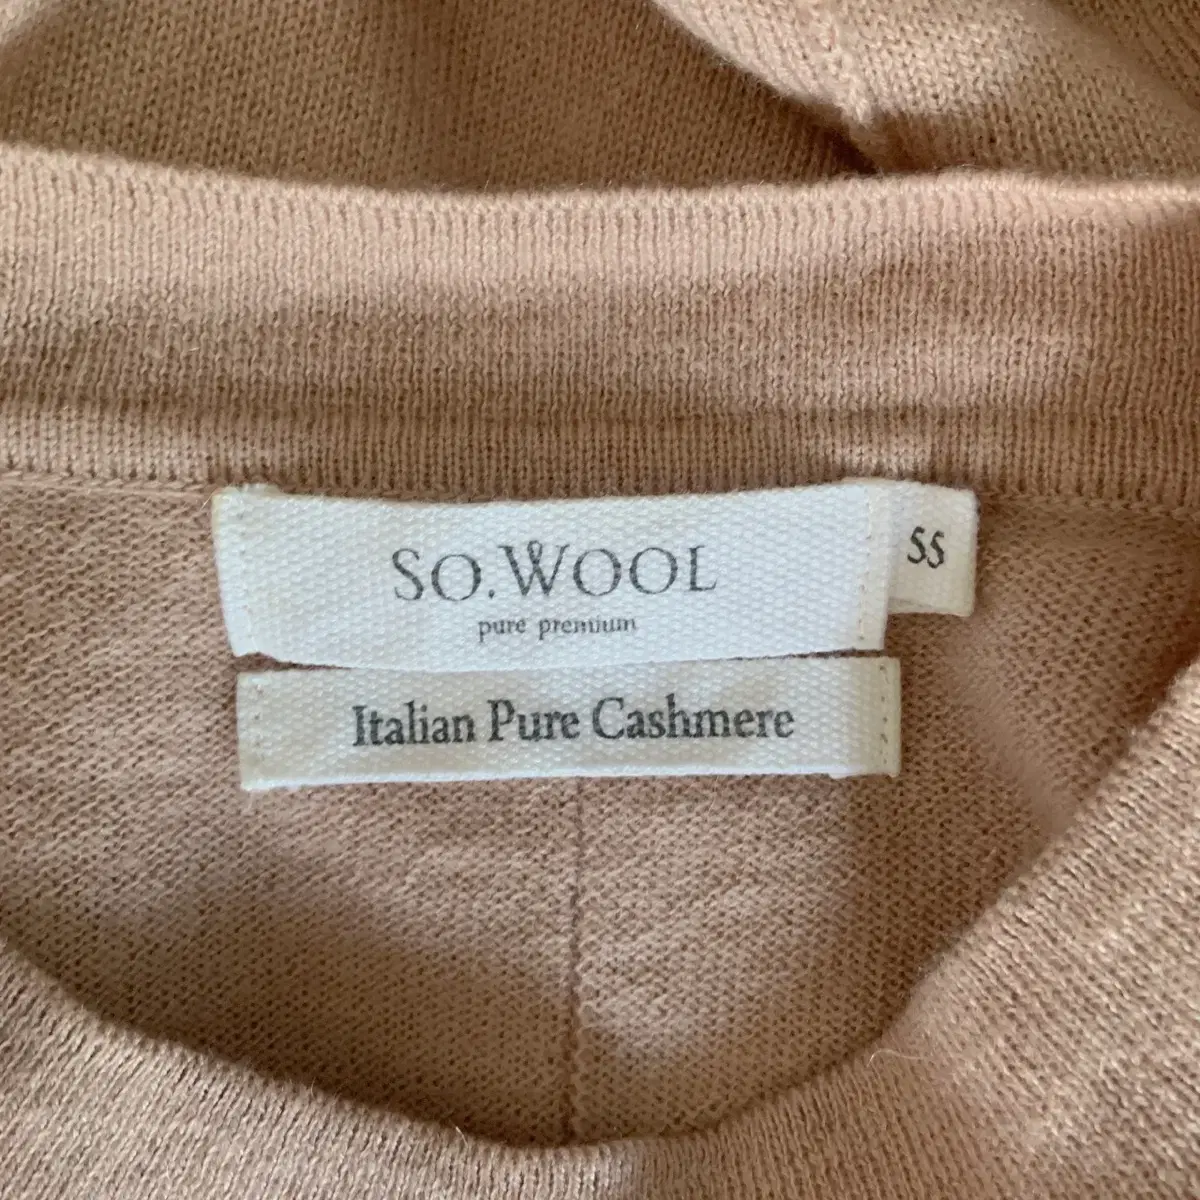 SO.WOOL
pure premium
55
Italian Pure Cashmere